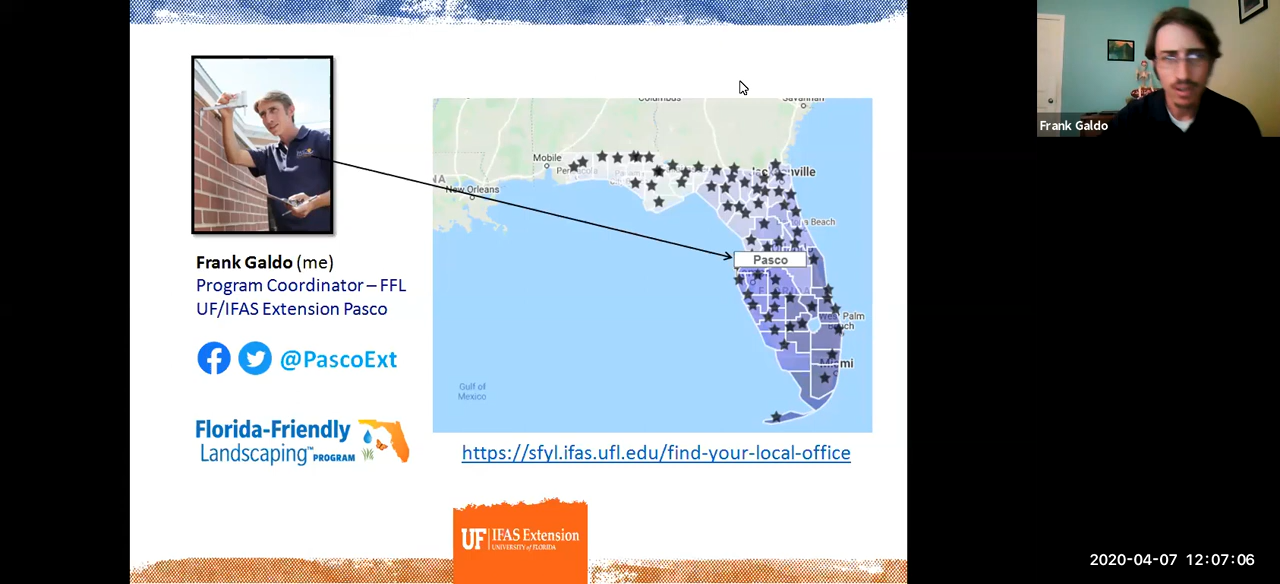 Frank Galdo (me)
Program Coordinator – FFL
UF/IFAS Extension Pasco
@PascoExt
Florida-Friendly
Landscaping™ PROGRAM
Columbus
Savannah
Mobile
Jacksonville
New Orleans
Pasco
West Palm
Beach
Miami
Gulf of
Mexico
https://sfyl.ifas.ufl.edu/find-your-local-office
UF IFAS Extension
UNIVERSITY of FLORIDA
Frank Galdo
2020-04-07 12:07:06